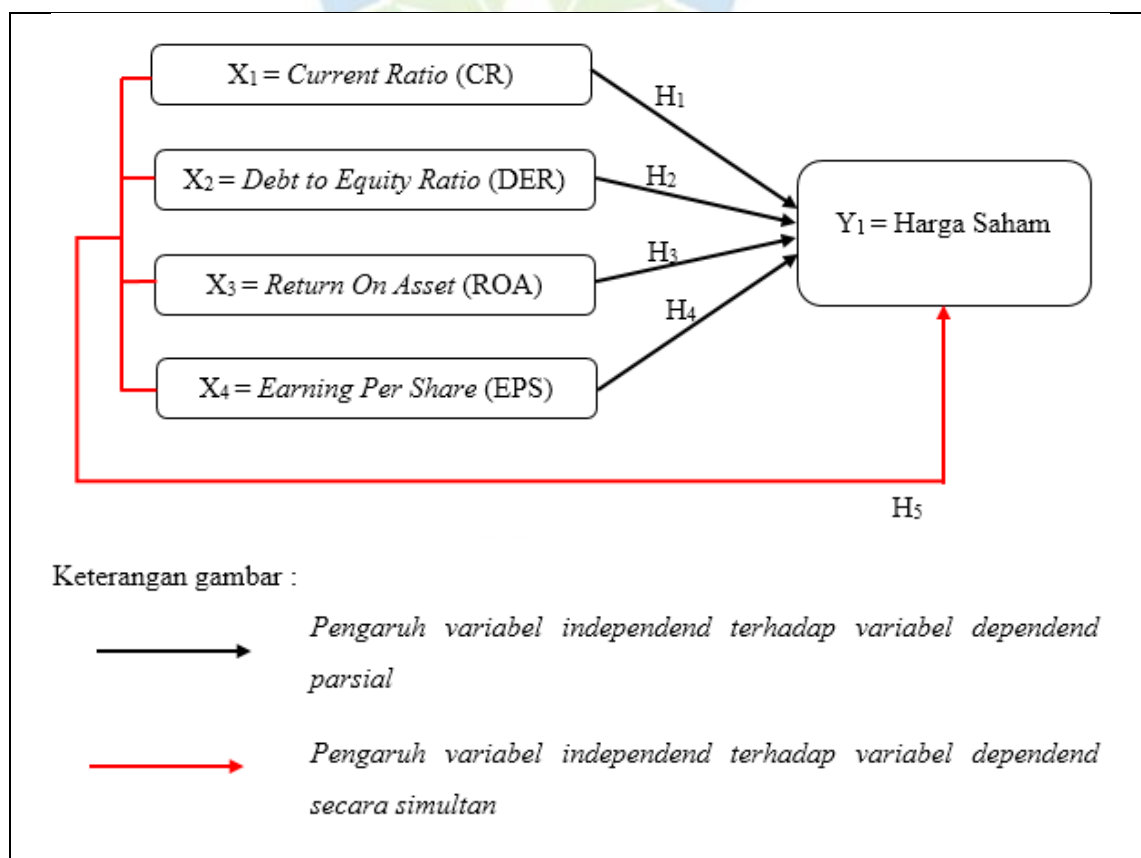 X₁ = Current Ratio (CR)
H₁
X₂ = Debt to Equity Ratio (DER)
H₂
Y₁ = Harga Saham
X₃ = Return On Asset (ROA)
H₃
H₄
X₄ = Earning Per Share (EPS)
H₅
Keterangan gambar :
Pengaruh variabel independend terhadap variabel dependend
parsial
Pengaruh variabel independend terhadap variabel dependend
secara simultan